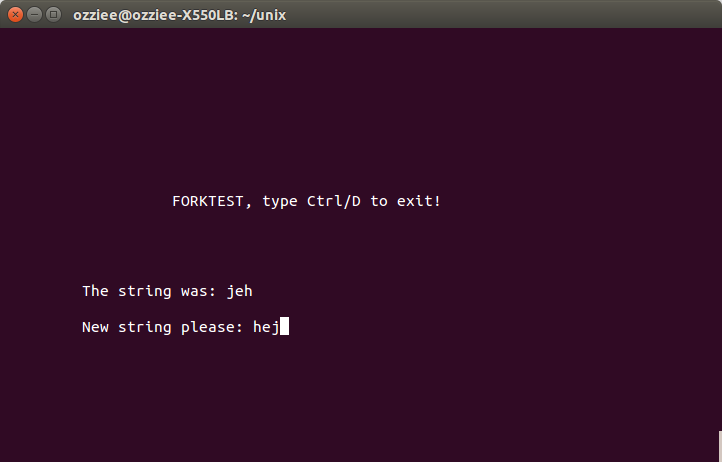 ozziee@ozziee-X550LB: ~/unix
FORKTEST, type Ctrl/D to exit!
The string was: jeh
New string please: hej